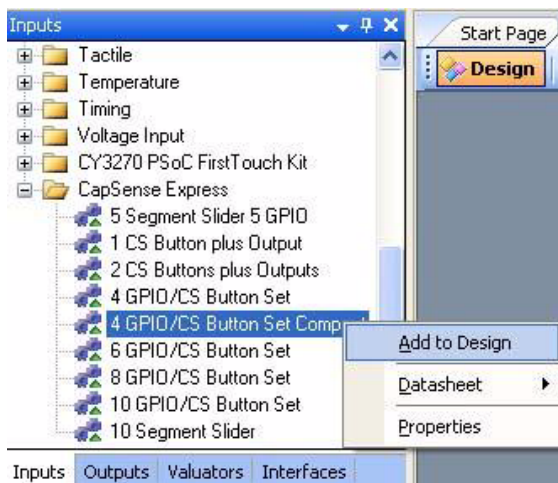 Inputs
Start Page
Design
Tactile
Temperature
Timing
Voltage Input
CY3270 PSoC FirstTouch Kit
CapSense Express
5 Segment Slider 5 GPIO
1 CS Button plus Output
2 CS Buttons plus Outputs
4 GPIO/CS Button Set
4 GPIO/CS Button Set
6 GPIO/CS Button Set
8 GPIO/CS Button Set
10 GPIO/CS Button Set
10 Segment Slider
Add to Design
Datasheet
Properties
Inputs Outputs Valuators Interfaces